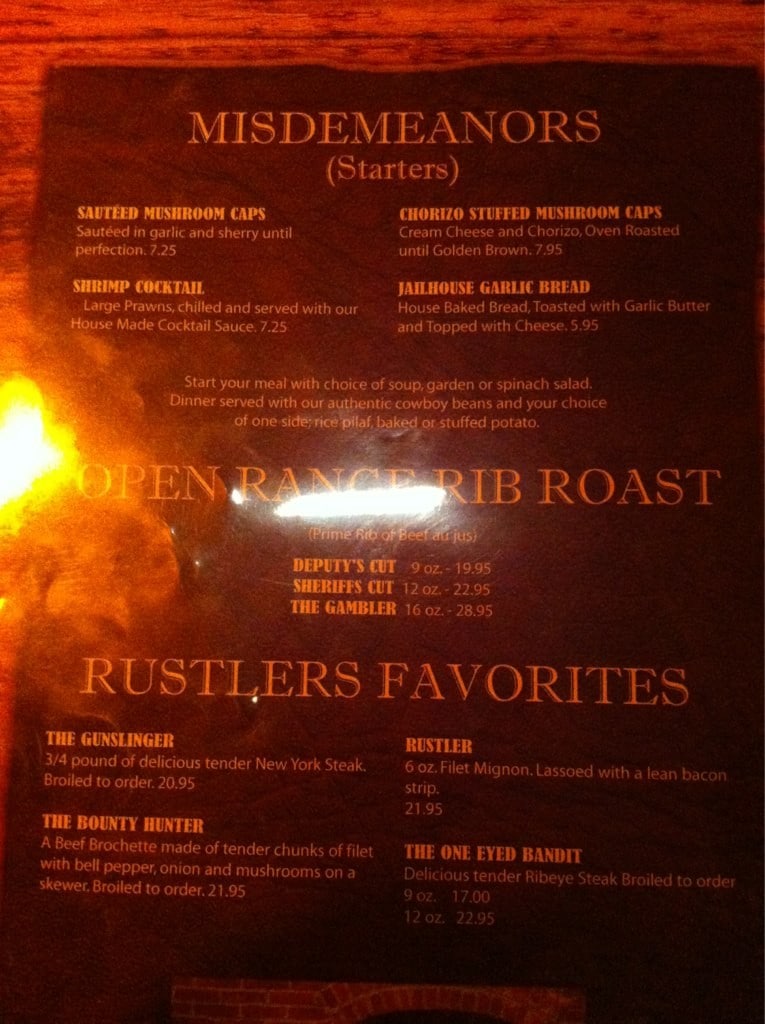 MISDEMEANORS
(Starters)
SAUTÉED MUSHROOM CAPS
Sautéed in garlic and sherry until
perfection. 7.25
CHORIZO STUFFED MUSHROOM CAPS
Cream Cheese and Chorizo, Oven Roasted
until Golden Brown. 7.95
SHRIMP COCKTAIL
Large Prawns, chilled and served with our
House Made Cocktail Sauce. 7.25
JAILHOUSE GARLIC BREAD
House Baked Bread, Toasted with Garlic Butter
and Topped with Cheese. 5.95
Start your meal with choice of soup, garden or spinach salad.
Dinner served with our authentic cowboy beans and your choice
of one side; rice pilaf, baked or stuffed potato.
OPEN RANGE RIB ROAST
(Prime Rib of Beef au jus)
DEPUTY'S CUT 9 oz. - 19.95
SHERIFFS CUT 12 oz. - 22.95
THE GAMBLER 16 oz. - 28.95
RUSTLERS FAVORITES
THE GUNSLINGER
3/4 pound of delicious tender New York Steak.
Broiled to order. 20.95
RUSTLER
6 oz. Filet Mignon. Lassoed with a lean bacon
strip.
21.95
THE BOUNTY HUNTER
A Beef Brochette made of tender chunks of filet
with bell pepper, onion and mushrooms on a
skewer. Broiled to order. 21.95
THE ONE EYED BANDIT
Delicious tender Ribeye Steak Broiled to order
9 oz. 17.00
12 oz. 22.95